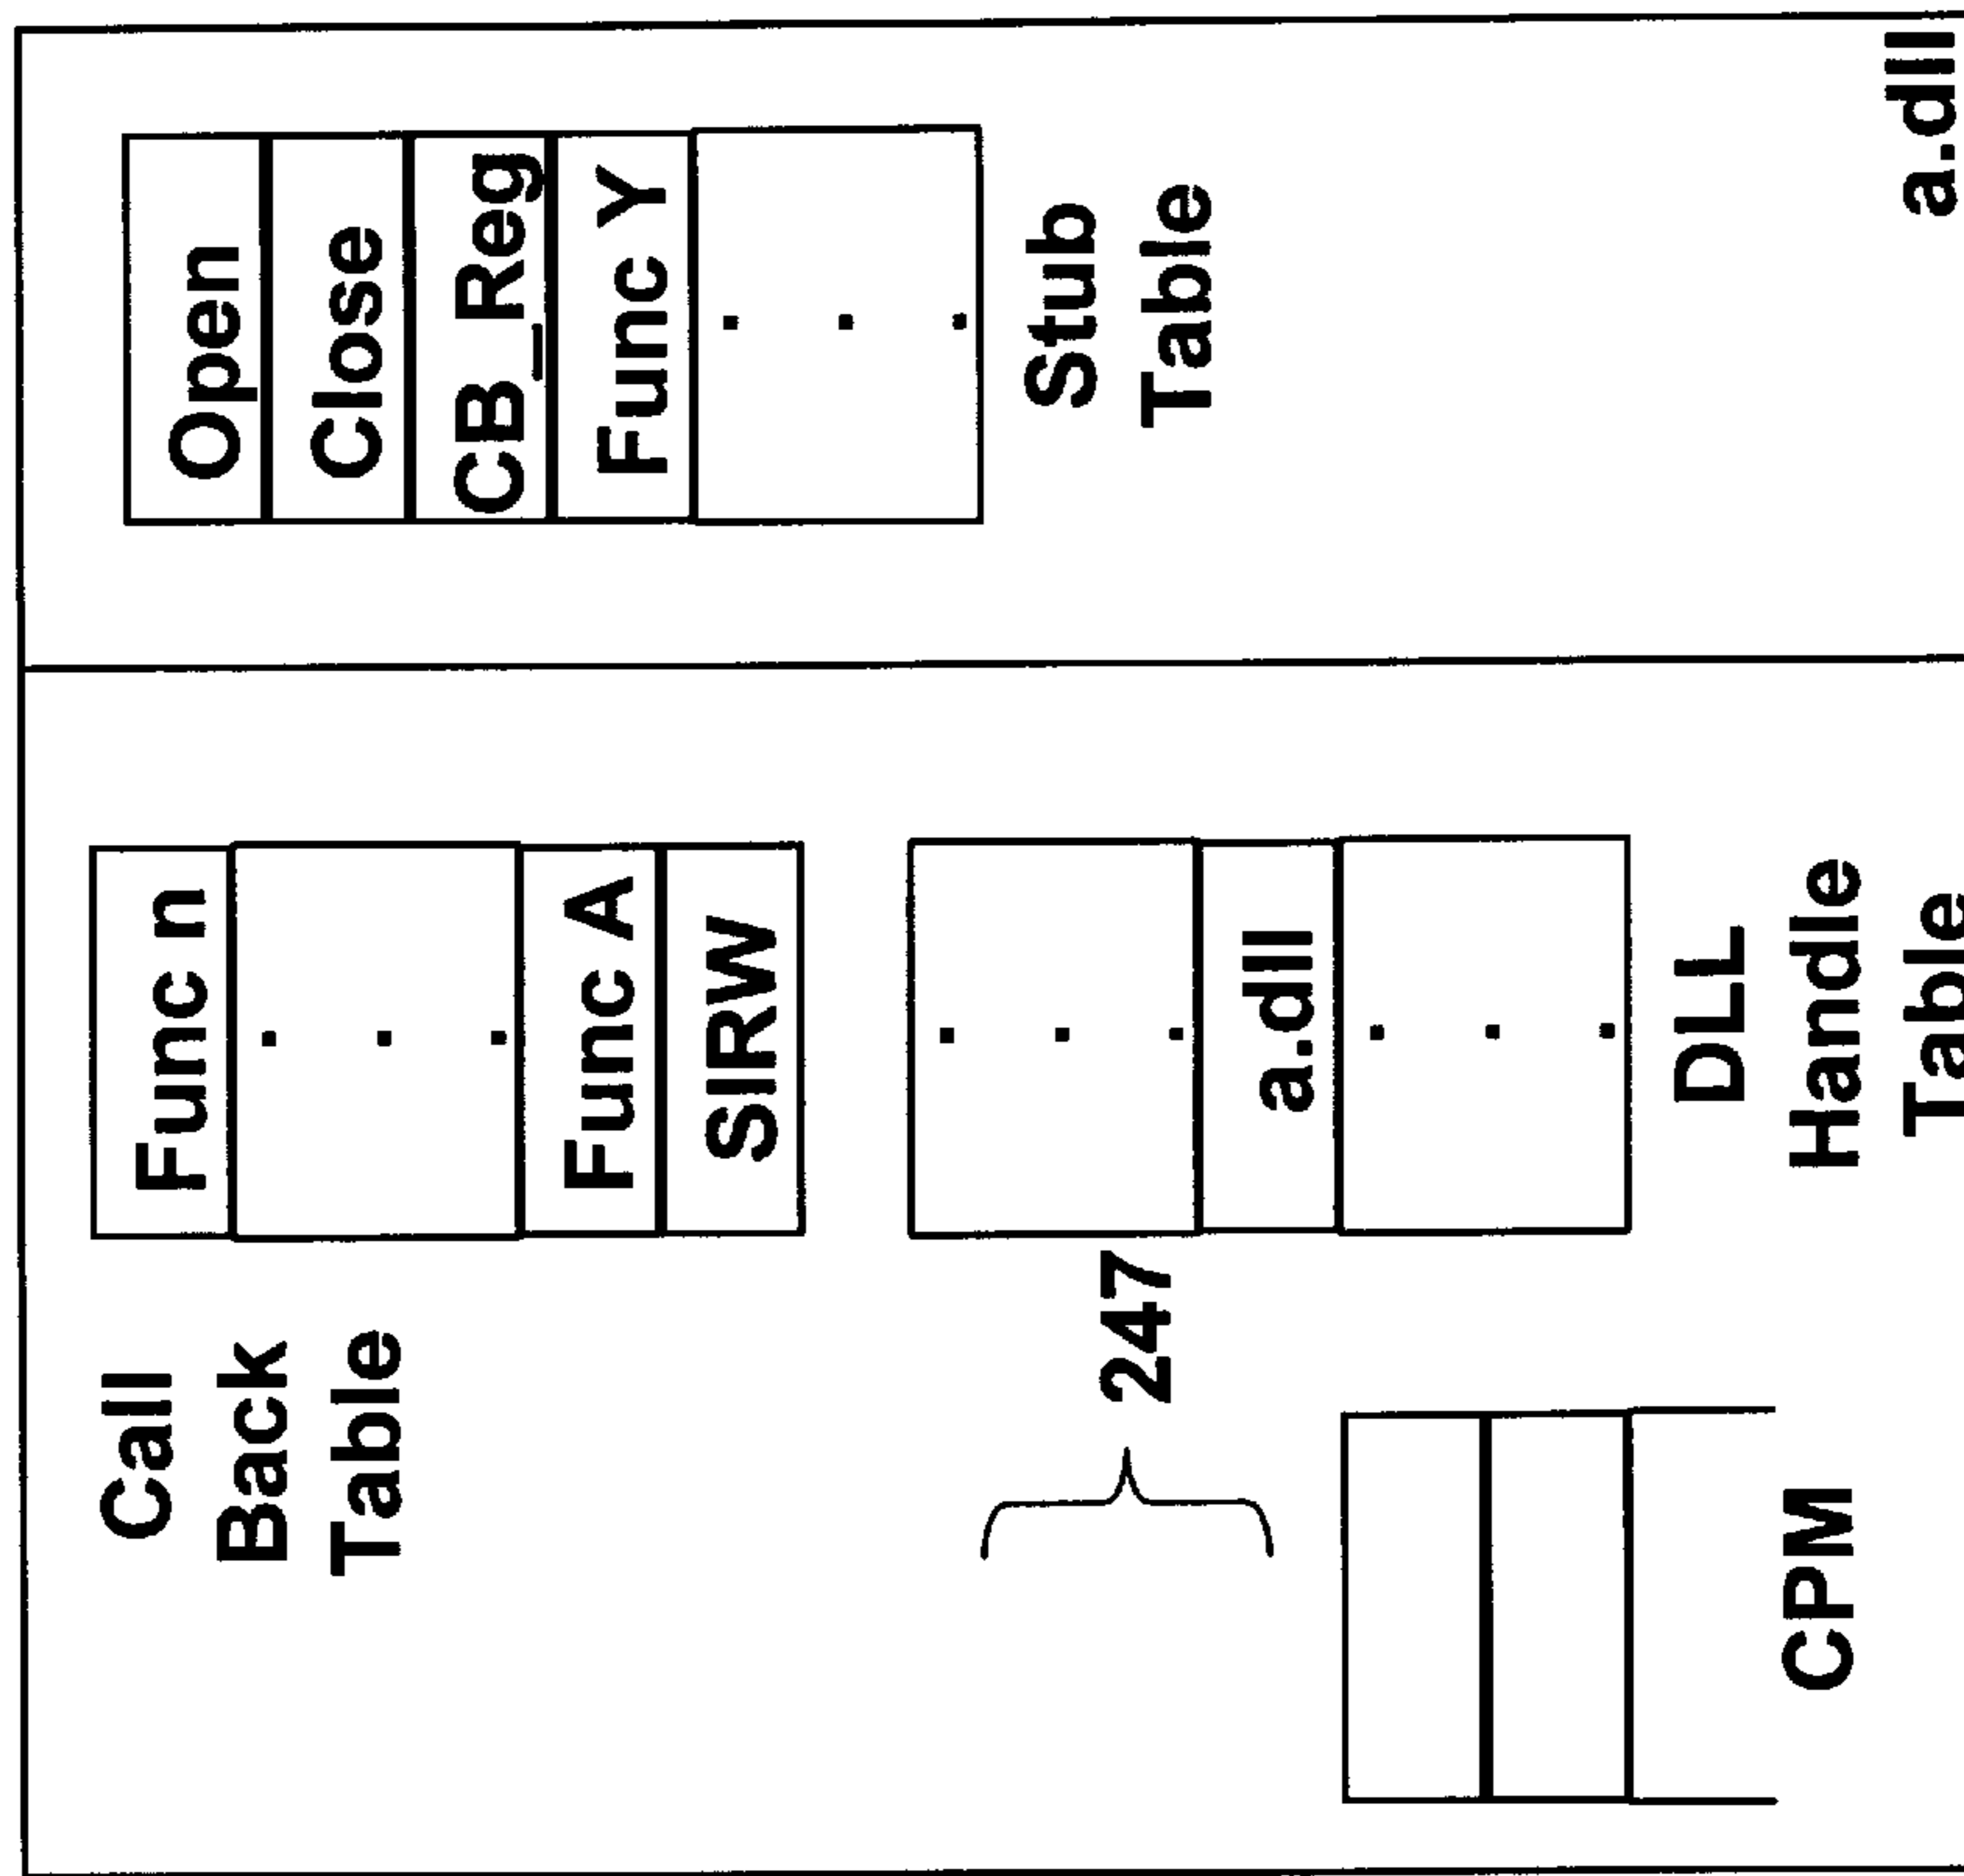 Call
Back
Table
Func n
.
.
.
Func A
SIRW
247
.
.
.
a.dll
.
.
.
DLL
Handle
Table
CPM
Open
Close
CB_Reg
Func Y
.
.
.
Stub
Table
a.dll